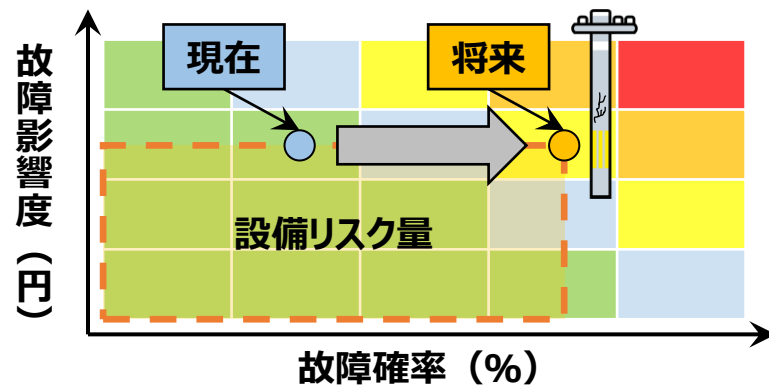 故障影響度（円）
現在
将来
設備リスク量
故障確率（%）